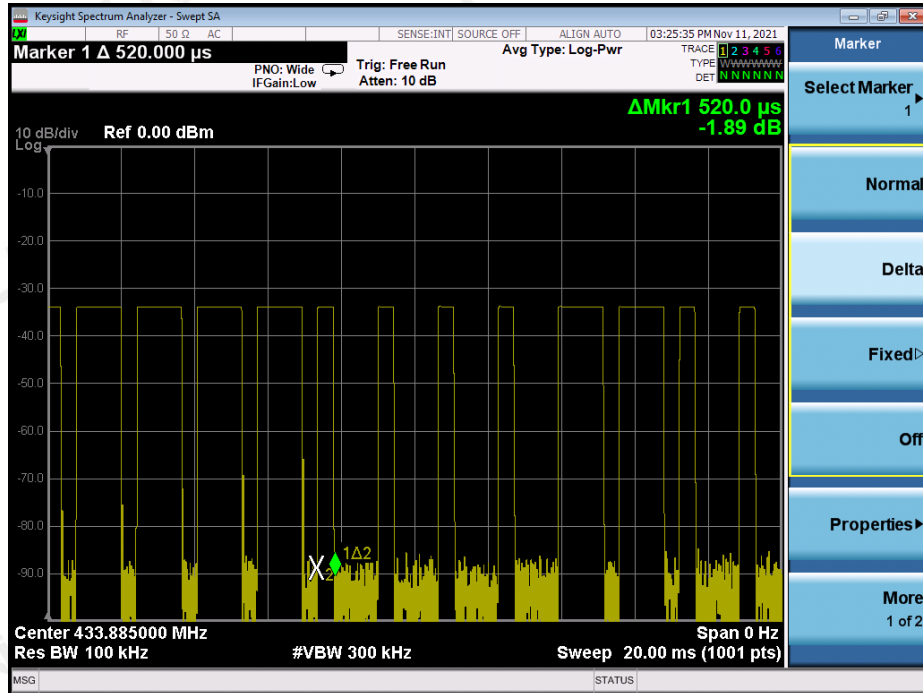 Keysight Spectrum Analyzer - Swept SA
LXI RF 50 Ω AC SENSE:INT SOURCE OFF ALIGN AUTO 03:25:35 PM Nov 11, 2021
Marker 1 Δ 520.000 µs
Avg Type: Log-Pwr
TRACE 1 2 3 4 5 6
PNO: Wide Trig: Free Run
TYPE WWWWWW
IFGain:Low Atten: 10 dB
DET N N N N N N
ΔMkr1 520.0 µs
-1.89 dB
10 dB/div Ref 0.00 dBm
Log
-10.0
-20.0
-30.0
-40.0
-50.0
-60.0
-70.0
-80.0
-90.0
1Δ2
X2
Center 433.885000 MHz Span 0 Hz
Res BW 100 kHz #VBW 300 kHz Sweep 20.00 ms (1001 pts)
MSG STATUS
Marker
Select Marker
1
Normal
Delta
Fixed
Off
Properties
More
1 of 2